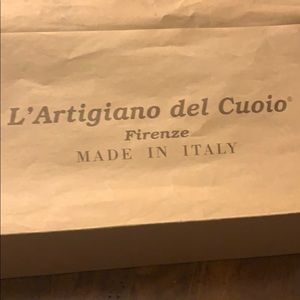 L'Artigiano del Cuoio®
Firenze
MADE IN ITALY